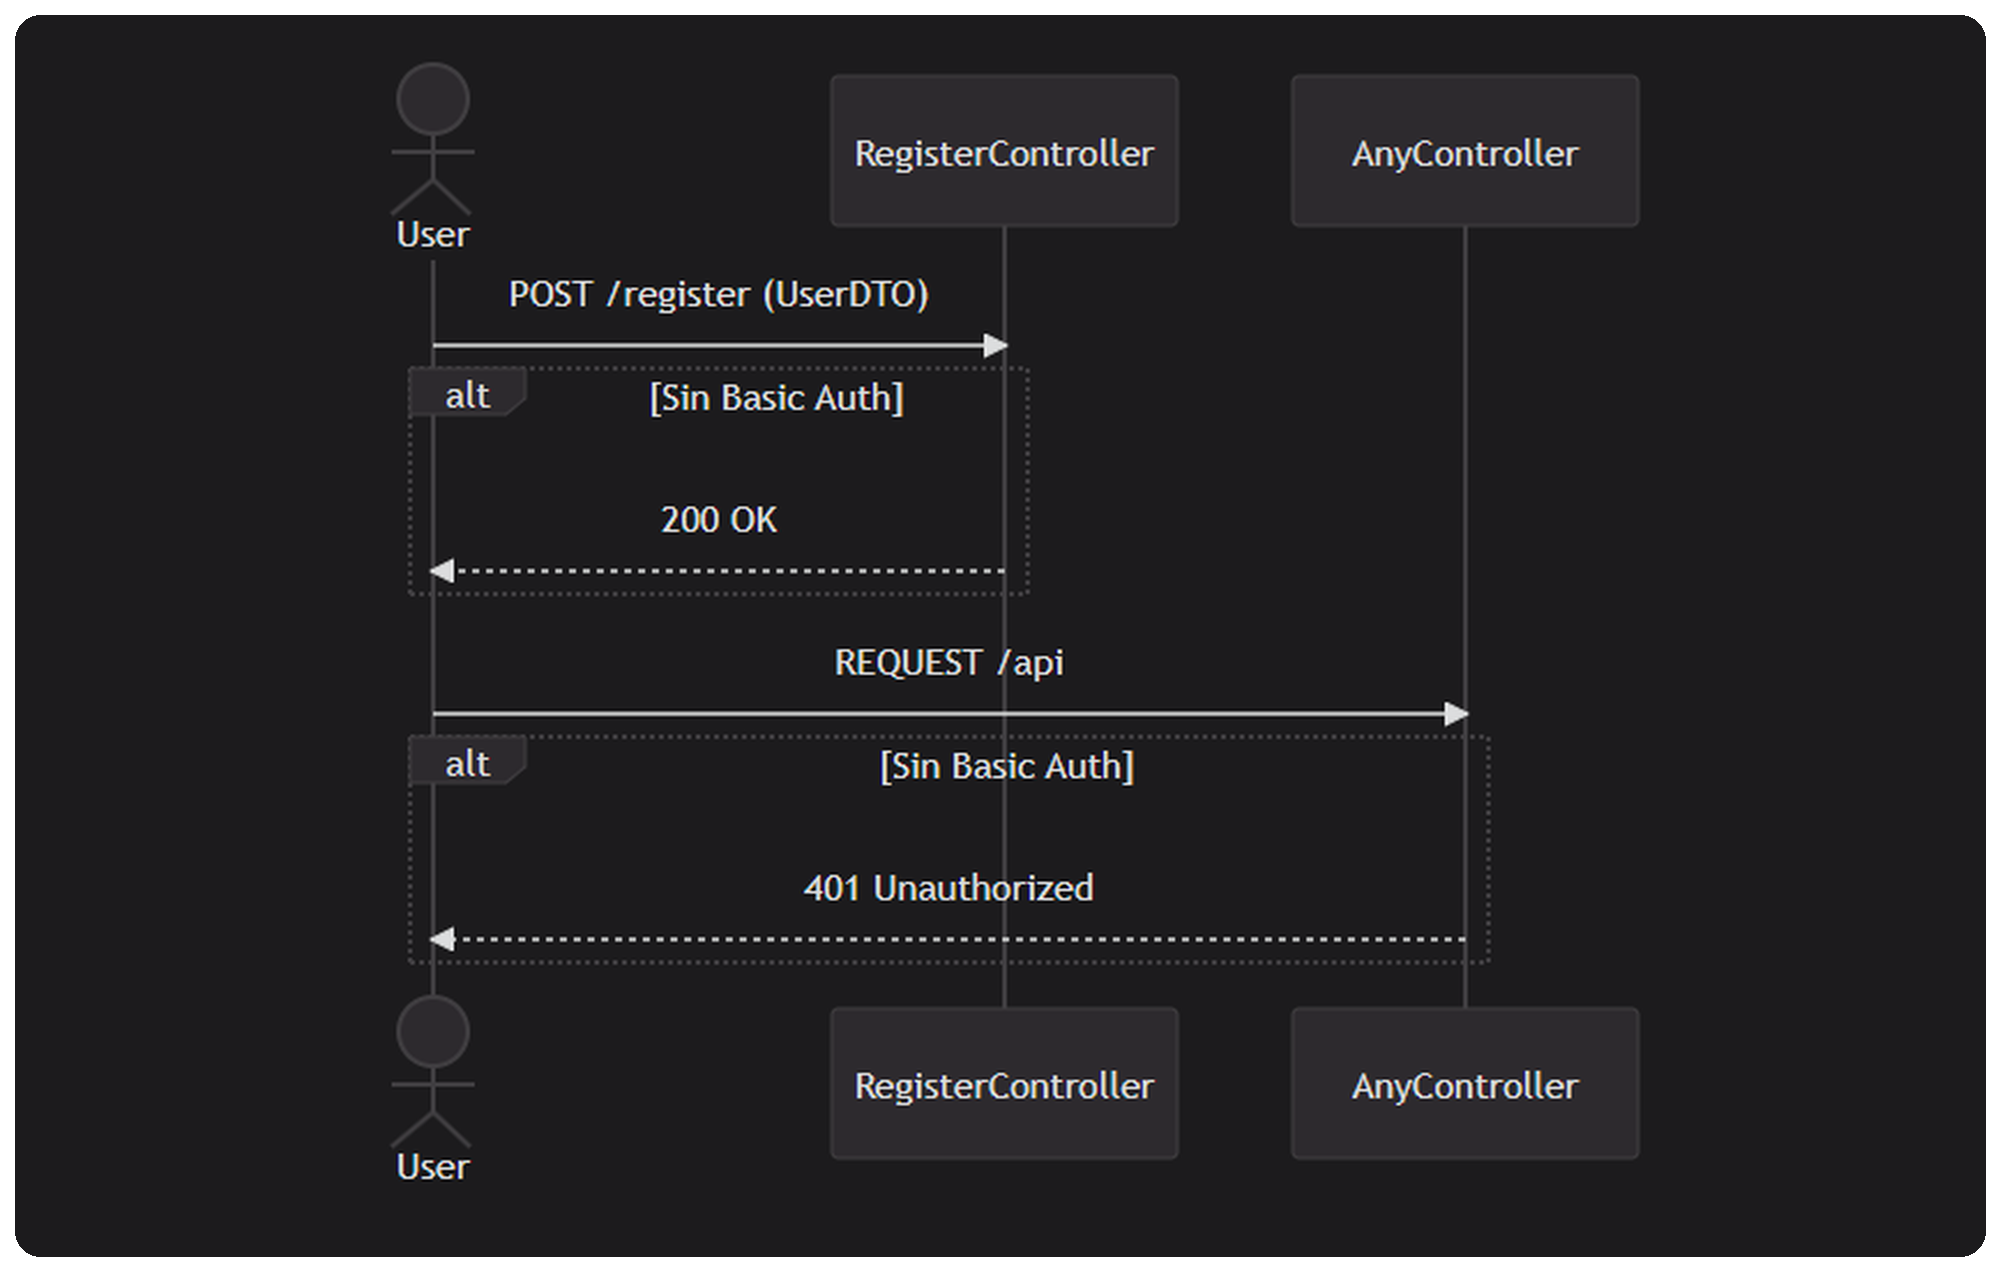 User
RegisterController
AnyController
POST /register (UserDTO)
alt
[Sin Basic Auth]
200 OK
REQUEST /api
alt
[Sin Basic Auth]
401 Unauthorized
User
RegisterController
AnyController